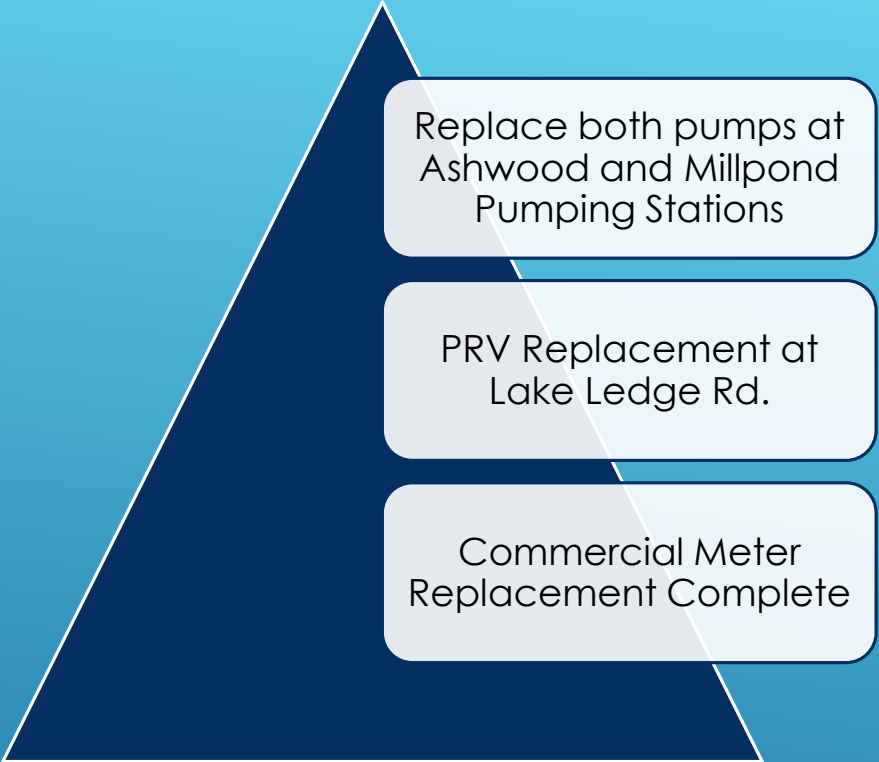 Replace both pumps at
Ashwood and Millpond
Pumping Stations
PRV Replacement at
Lake Ledge Rd.
Commercial Meter
Replacement Complete